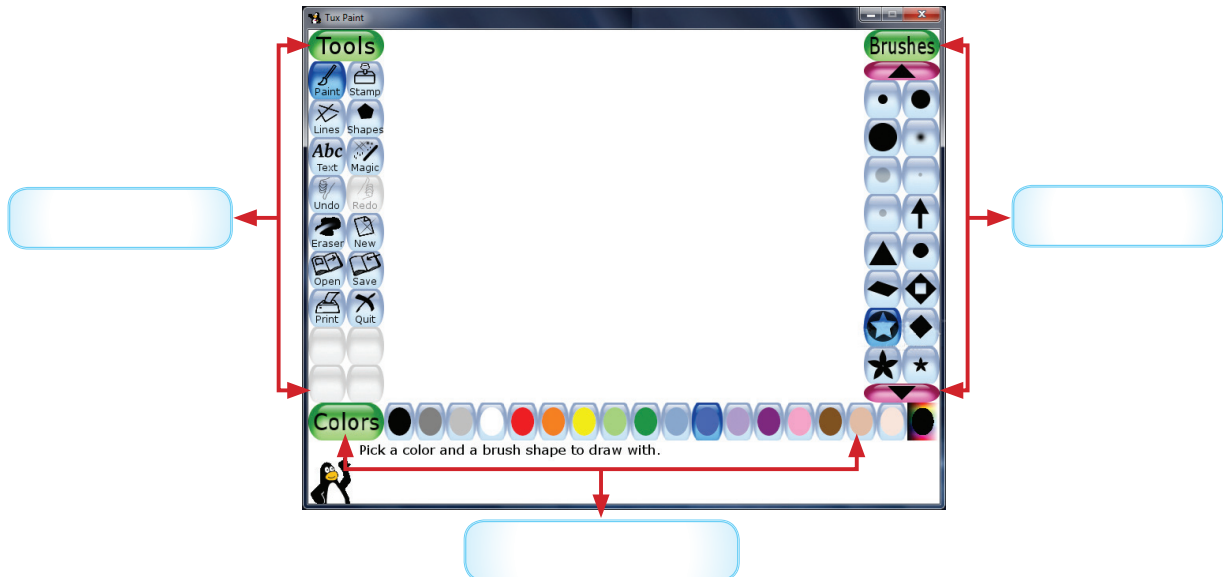 Tux Paint
Tools
Brushes
Paint Stamp
Lines Shapes
Abc
Text Magic
Undo Redo
Eraser New
Open Save
Print Quit
Colors
Pick a color and a brush shape to draw with.